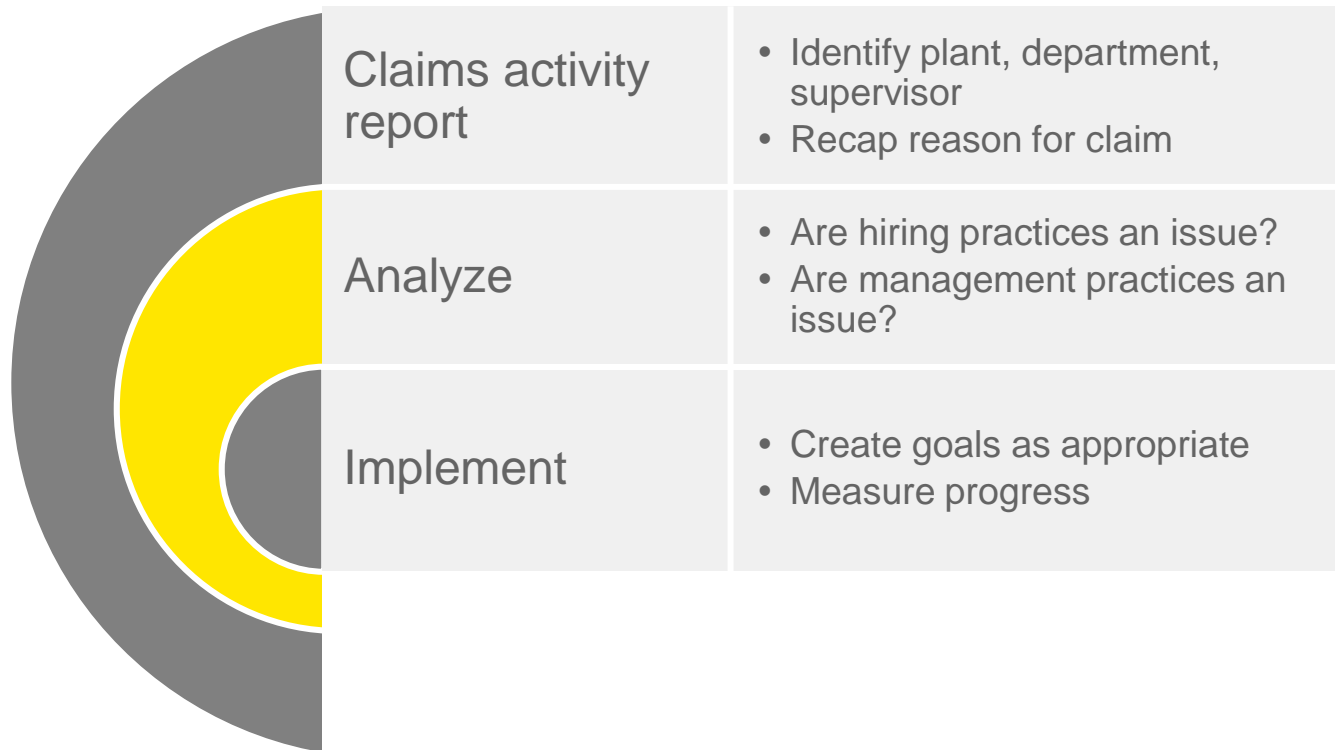 Claims activity
report
• Identify plant, department,
supervisor
• Recap reason for claim
Analyze
• Are hiring practices an issue?
• Are management practices an
issue?
Implement
• Create goals as appropriate
• Measure progress